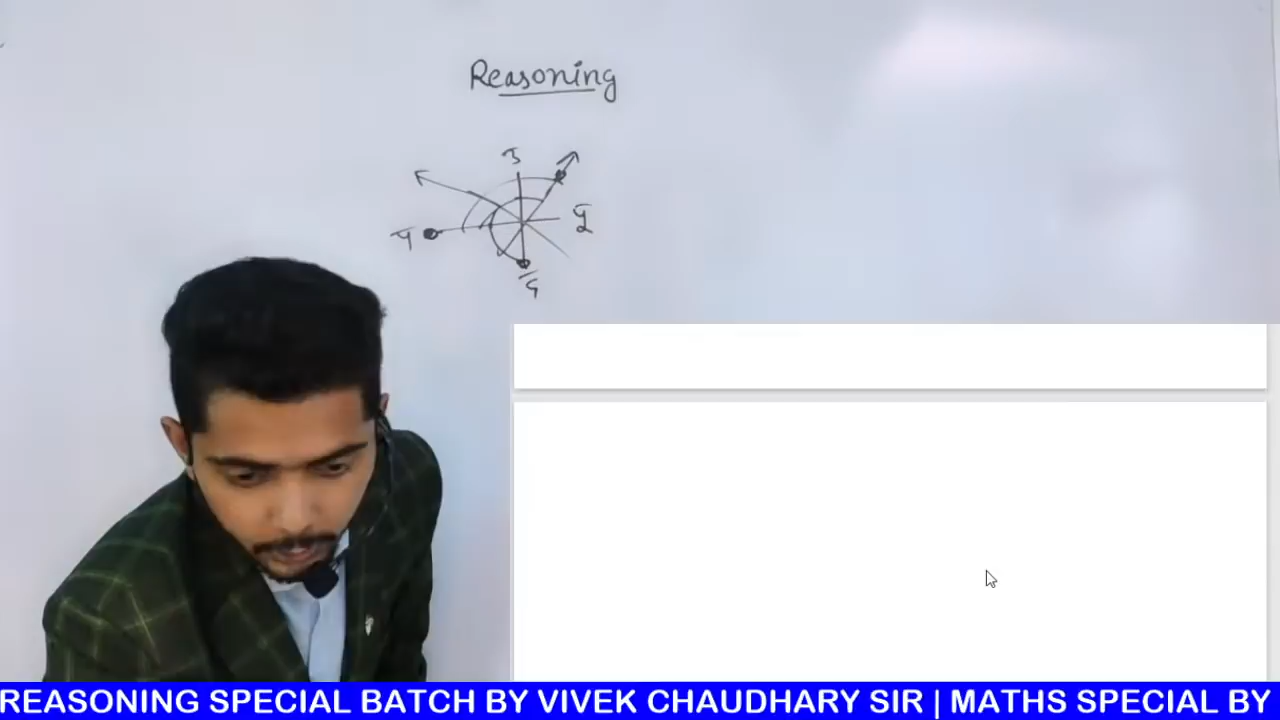 Reasoning
उ
पू
प
द
REASONING SPECIAL BATCH BY VIVEK CHAUDHARY SIR | MATHS SPECIAL BY